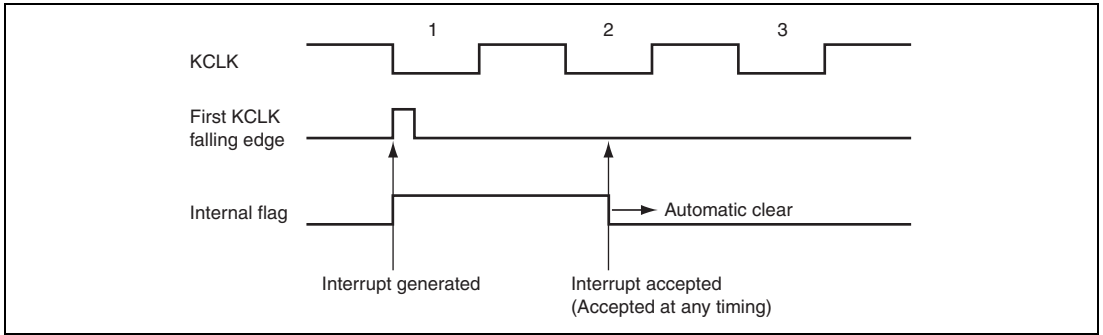 1 2 3
KCLK
First KCLK
falling edge
Internal flag
Automatic clear
Interrupt generated
Interrupt accepted
(Accepted at any timing)